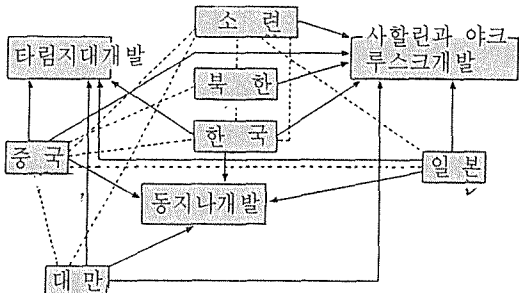 소 련
사할린과 야크
루스크개발
타림지대개발
북 한
한 국
중 국
일 본
동지나개발
대 만